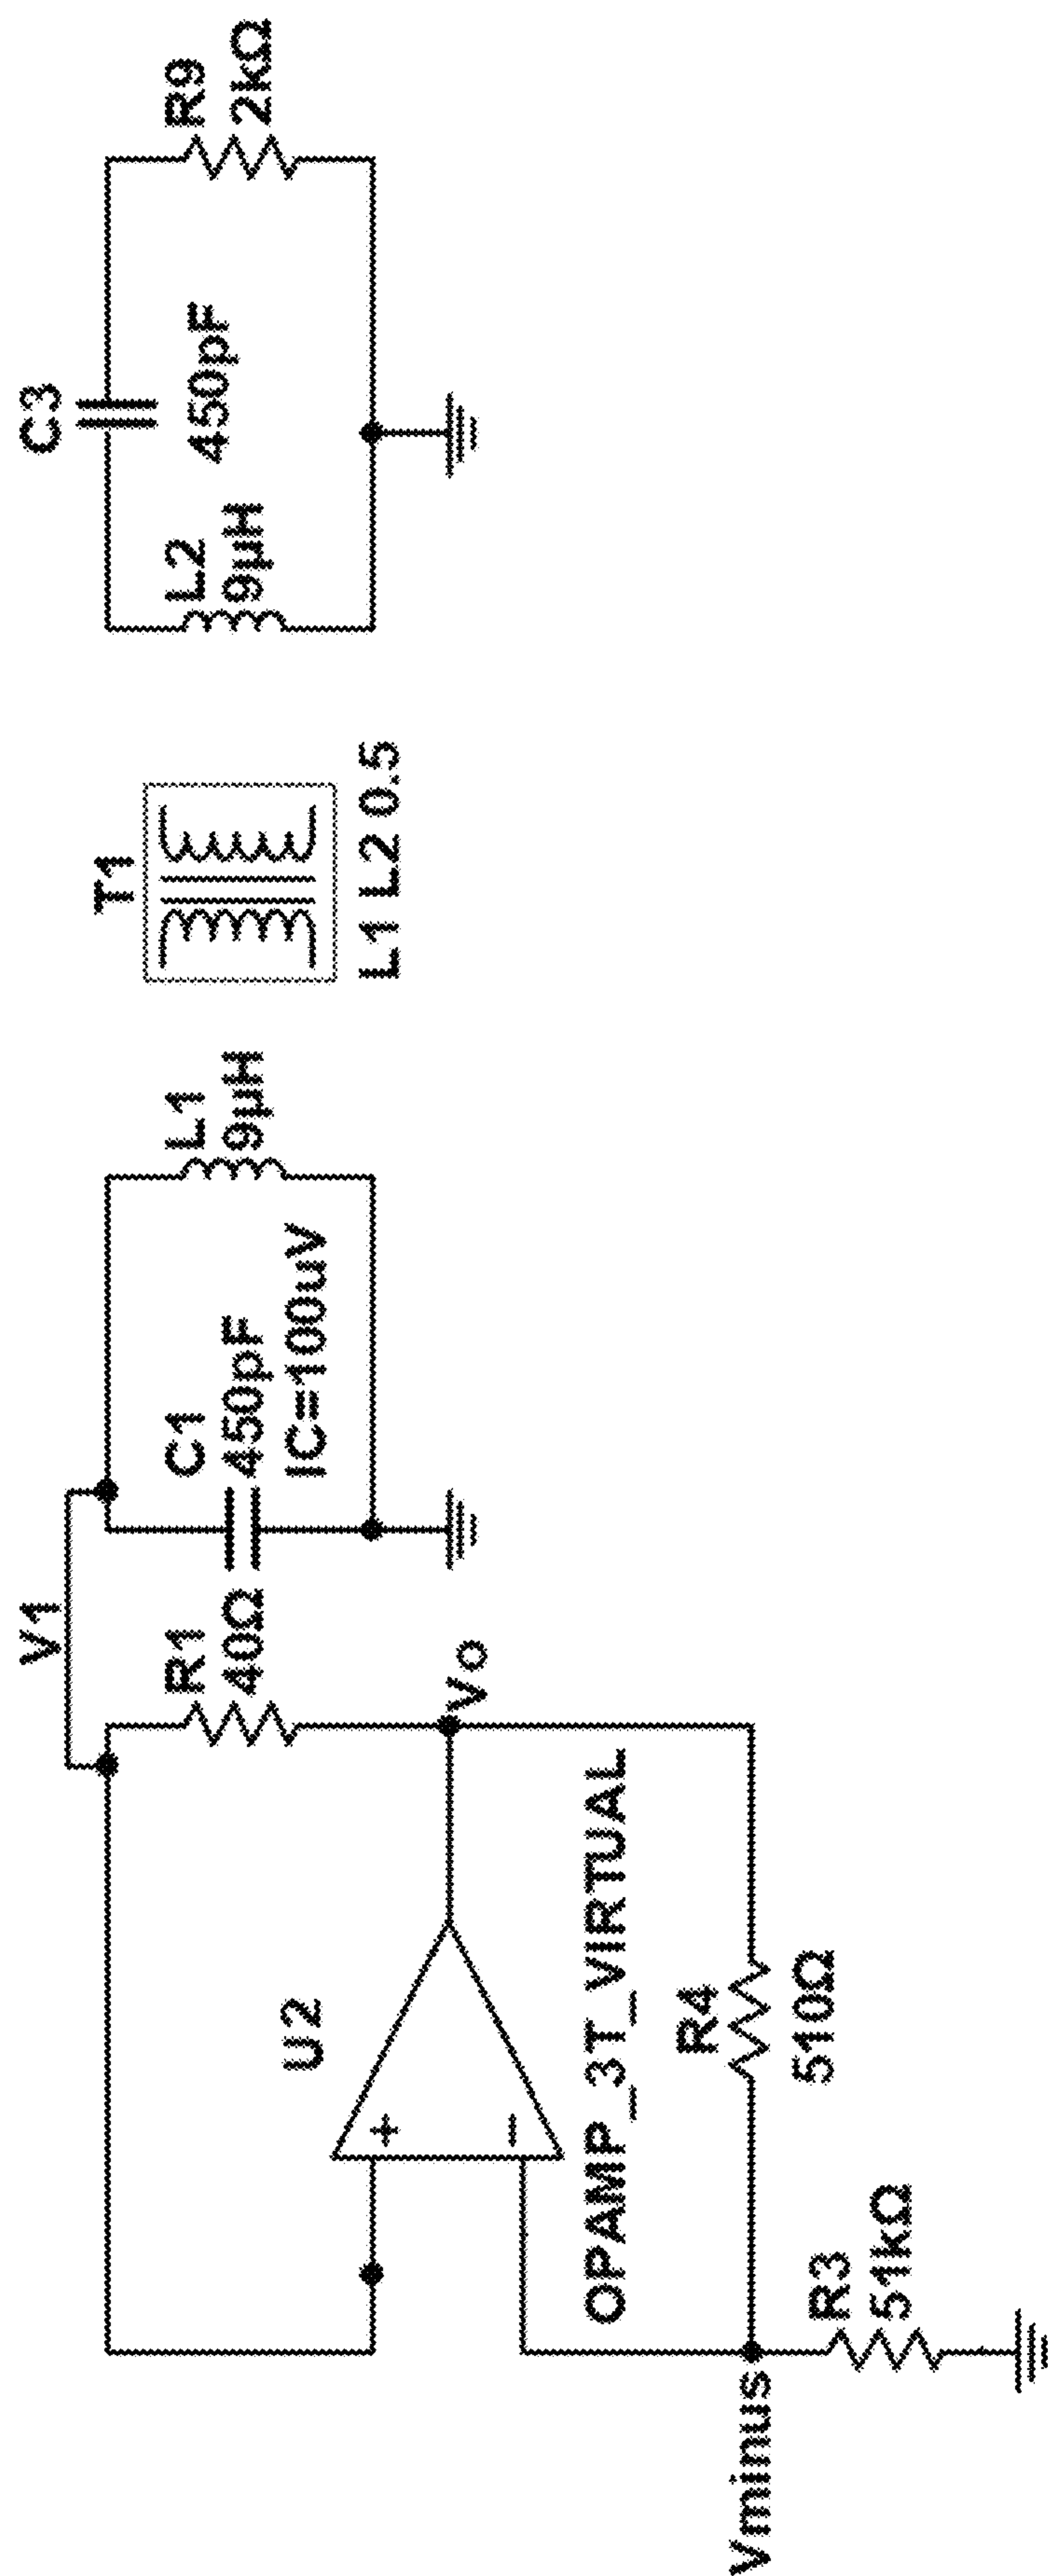 V1
U2
OPAMP_3T_VIRTUAL
Vo
R1
40Ω
C1
450pF
IC=100uV
L1
9µH
T1
L1 L2 0.5
L2
9µH
C3
450pF
R9
2kΩ
R4
510Ω
Vminus
R3
51kΩ